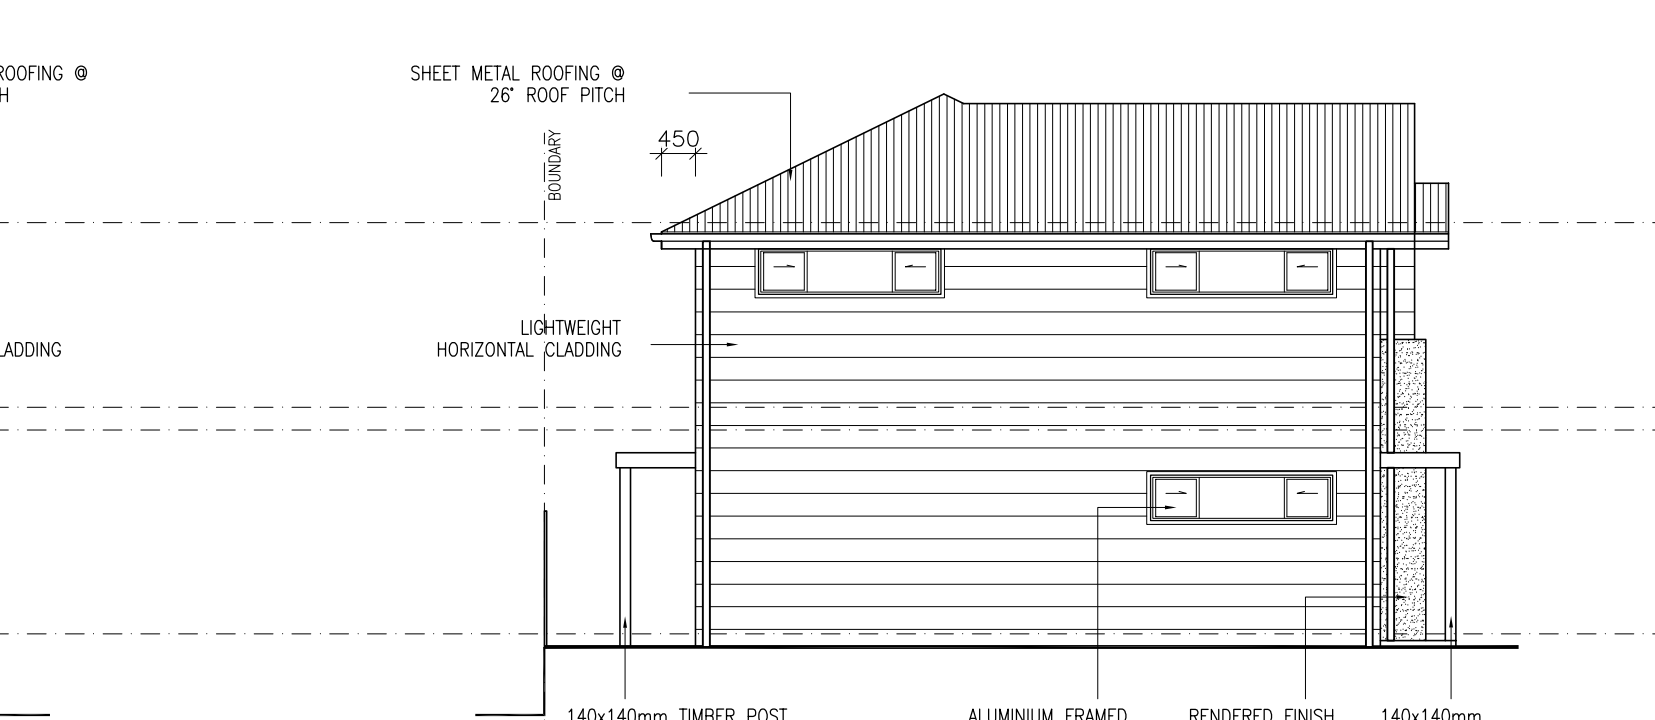 ROOFING @
H
SHEET METAL ROOFING @
26° ROOF PITCH
450
BOUNDARY
LIGHTWEIGHT
HORIZONTAL CLADDING
LADDING
140x140mm TIMBER POST
ALUMINIUM FRAMED
RENDERED FINISH
140x140mm